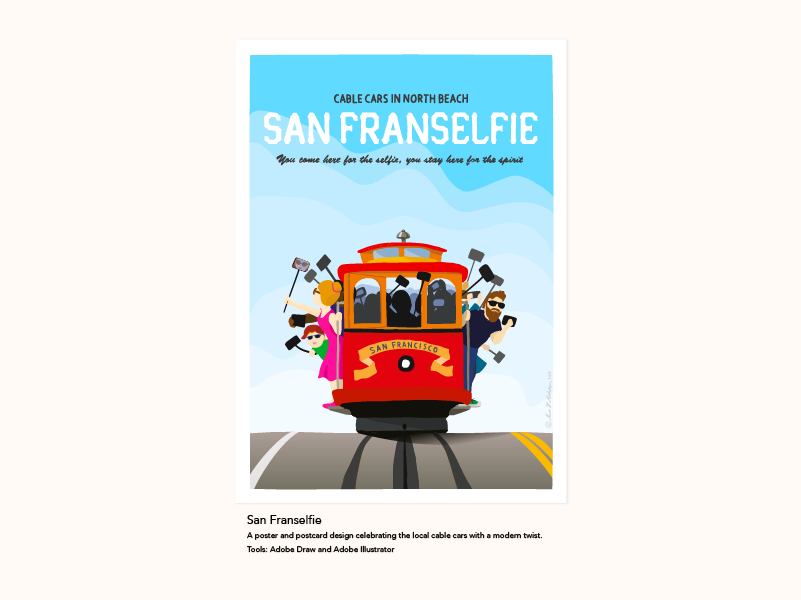 CABLE CARS IN NORTH BEACH
SAN FRANSELFIE
You come here for the selfie, you stay here for the spirit
SAN FRANCISCO
San Franselfie
A poster and postcard design celebrating the local cable cars with a modern twist.
Tools: Adobe Draw and Adobe Illustrator